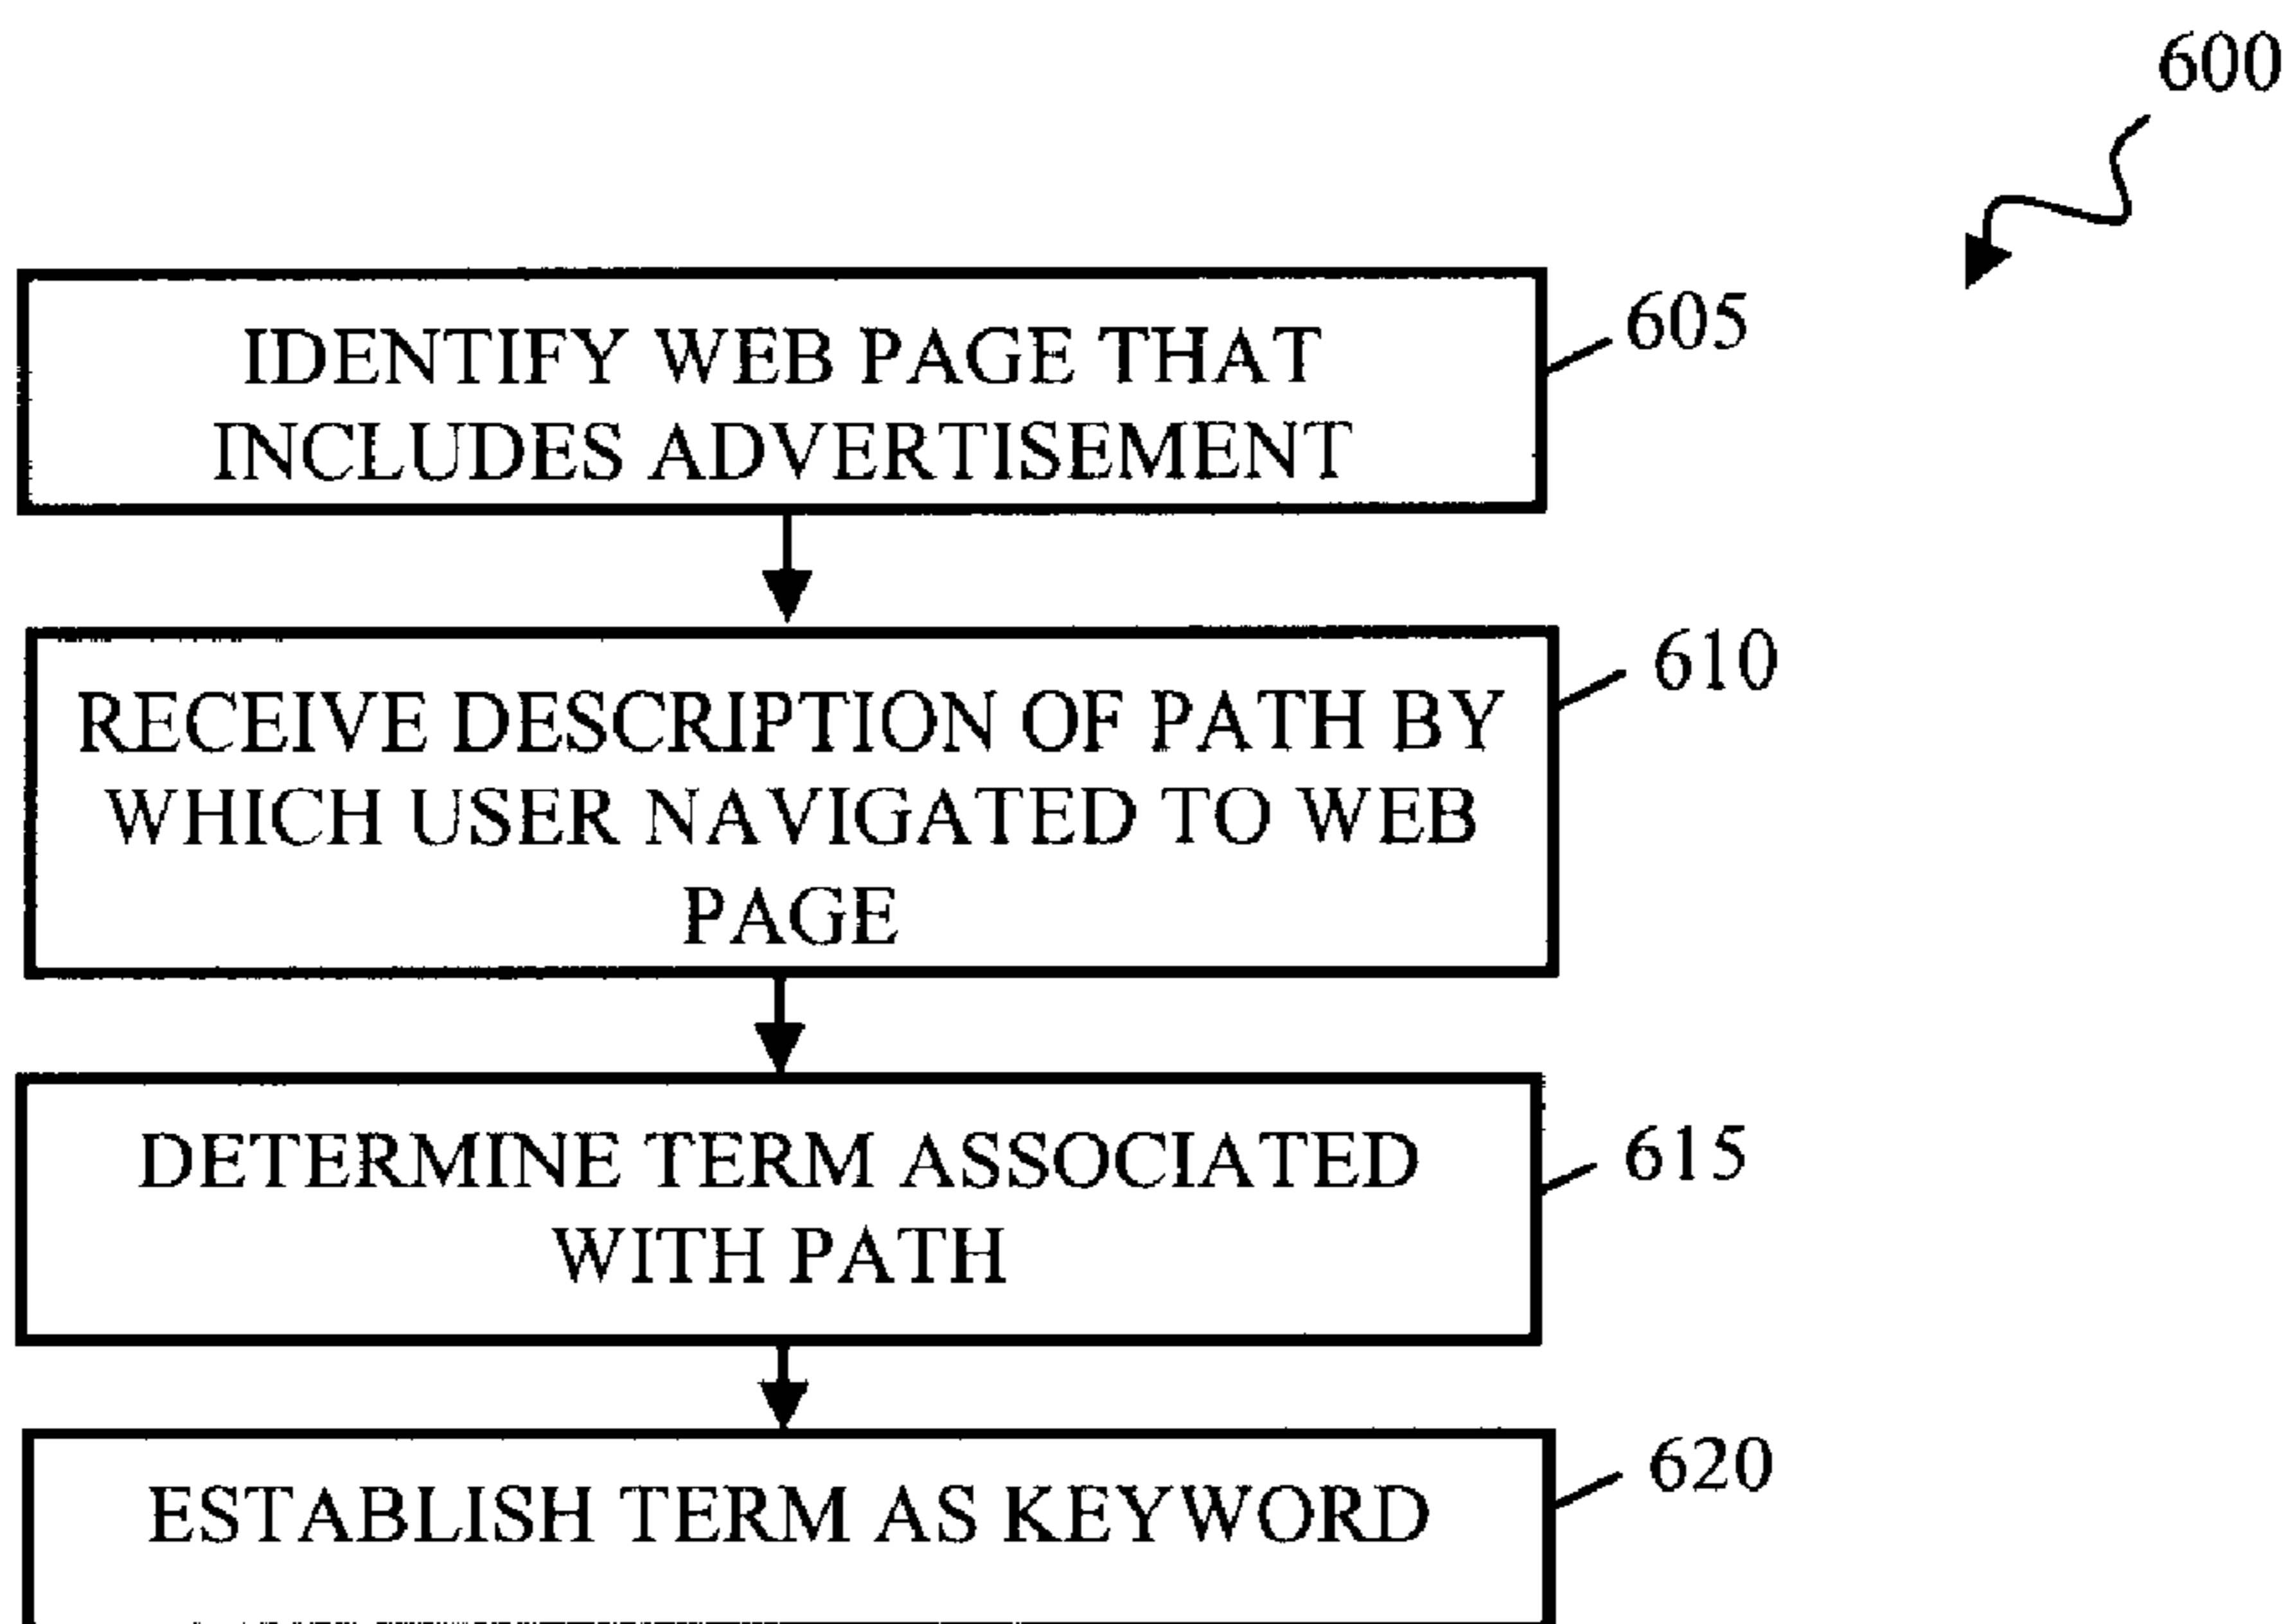 600
IDENTIFY WEB PAGE THAT
INCLUDES ADVERTISEMENT
605
RECEIVE DESCRIPTION OF PATH BY
WHICH USER NAVIGATED TO WEB
PAGE
610
DETERMINE TERM ASSOCIATED
WITH PATH
615
ESTABLISH TERM AS KEYWORD
620